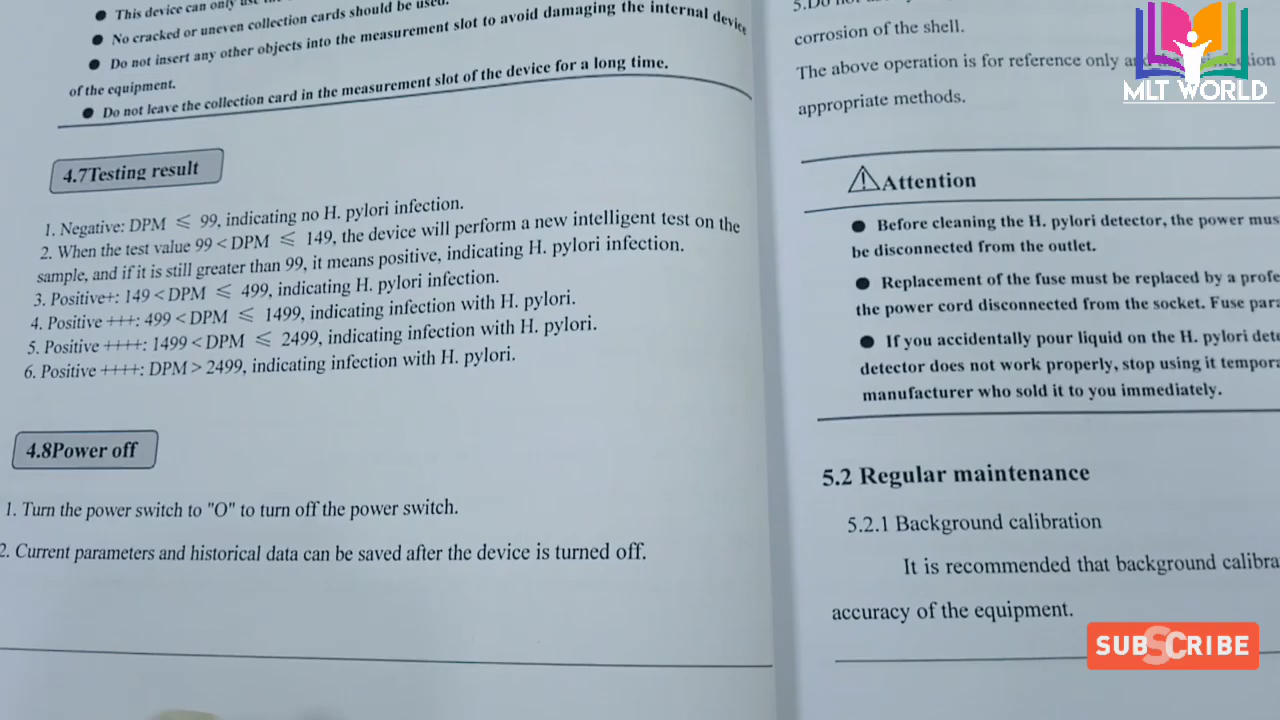 This device can only use the
No cracked or uneven collection cards should be used.
Do not insert any other objects into the measurement slot to avoid damaging the internal device
of the equipment.
Do not leave the collection card in the measurement slot of the device for a long time.
4.7Testing result
1. Negative: DPM ≤ 99, indicating no H. pylori infection.
2. When the test value 99 < DPM ≤ 149, the device will perform a new intelligent test on the
sample, and if it is still greater than 99, it means positive, indicating H. pylori infection.
3. Positive+: 149 < DPM ≤ 499, indicating H. pylori infection.
4. Positive +++: 499 < DPM ≤ 1499, indicating infection with H. pylori.
5. Positive ++++: 1499 < DPM ≤ 2499, indicating infection with H. pylori.
6. Positive ++++: DPM > 2499, indicating infection with H. pylori.
4.8Power off
1. Turn the power switch to "O" to turn off the power switch.
2. Current parameters and historical data can be saved after the device is turned off.
5.Do not
corrosion of the shell.
The above operation is for reference only
appropriate methods.
Attention
Before cleaning the H. pylori detector, the power mus
be disconnected from the outlet.
Replacement of the fuse must be replaced by a profe
the power cord disconnected from the socket. Fuse para
If you accidentally pour liquid on the H. pylori dete
detector does not work properly, stop using it tempora
manufacturer who sold it to you immediately.
5.2 Regular maintenance
5.2.1 Background calibration
It is recommended that background calibra
accuracy of the equipment.
MLT WORLD
SUBSCRIBE